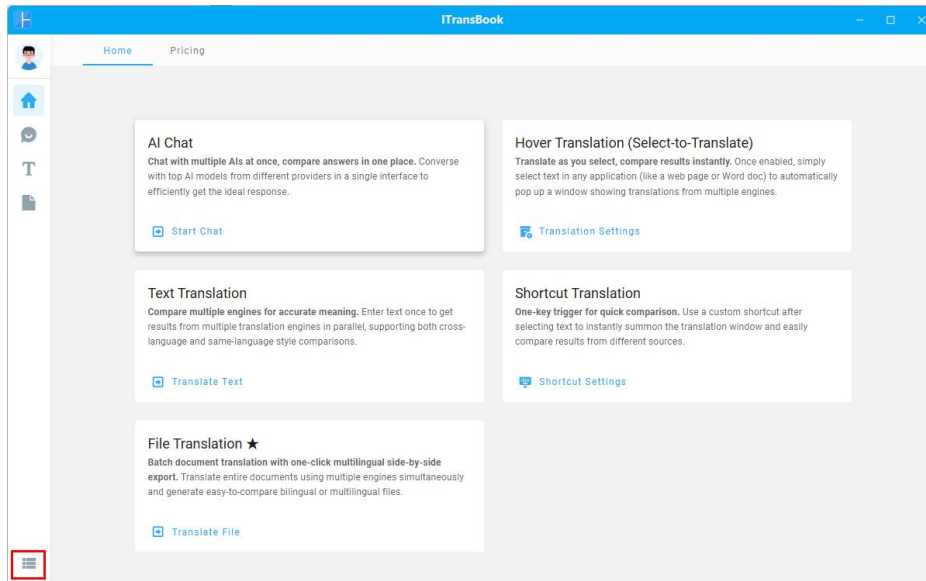 ITransBook
Home
Pricing
AI Chat
Chat with multiple AIs at once, compare answers in one place. Converse
with top AI models from different providers in a single interface to
efficiently get the ideal response.
Start Chat
Hover Translation (Select-to-Translate)
Translate as you select, compare results instantly. Once enabled, simply
select text in any application (like a web page or Word doc) to automatically
pop up a window showing translations from multiple engines.
Translation Settings
Text Translation
Compare multiple engines for accurate meaning. Enter text once to get
results from multiple translation engines in parallel, supporting both cross-
language and same-language style comparisons.
Translate Text
Shortcut Translation
One-key trigger for quick comparison. Use a custom shortcut after
selecting text to instantly summon the translation window and easily
compare results from different sources.
Shortcut Settings
File Translation ★
Batch document translation with one-click multilingual side-by-side
export. Translate entire documents using multiple engines simultaneously
and generate easy-to-compare bilingual or multilingual files.
Translate File